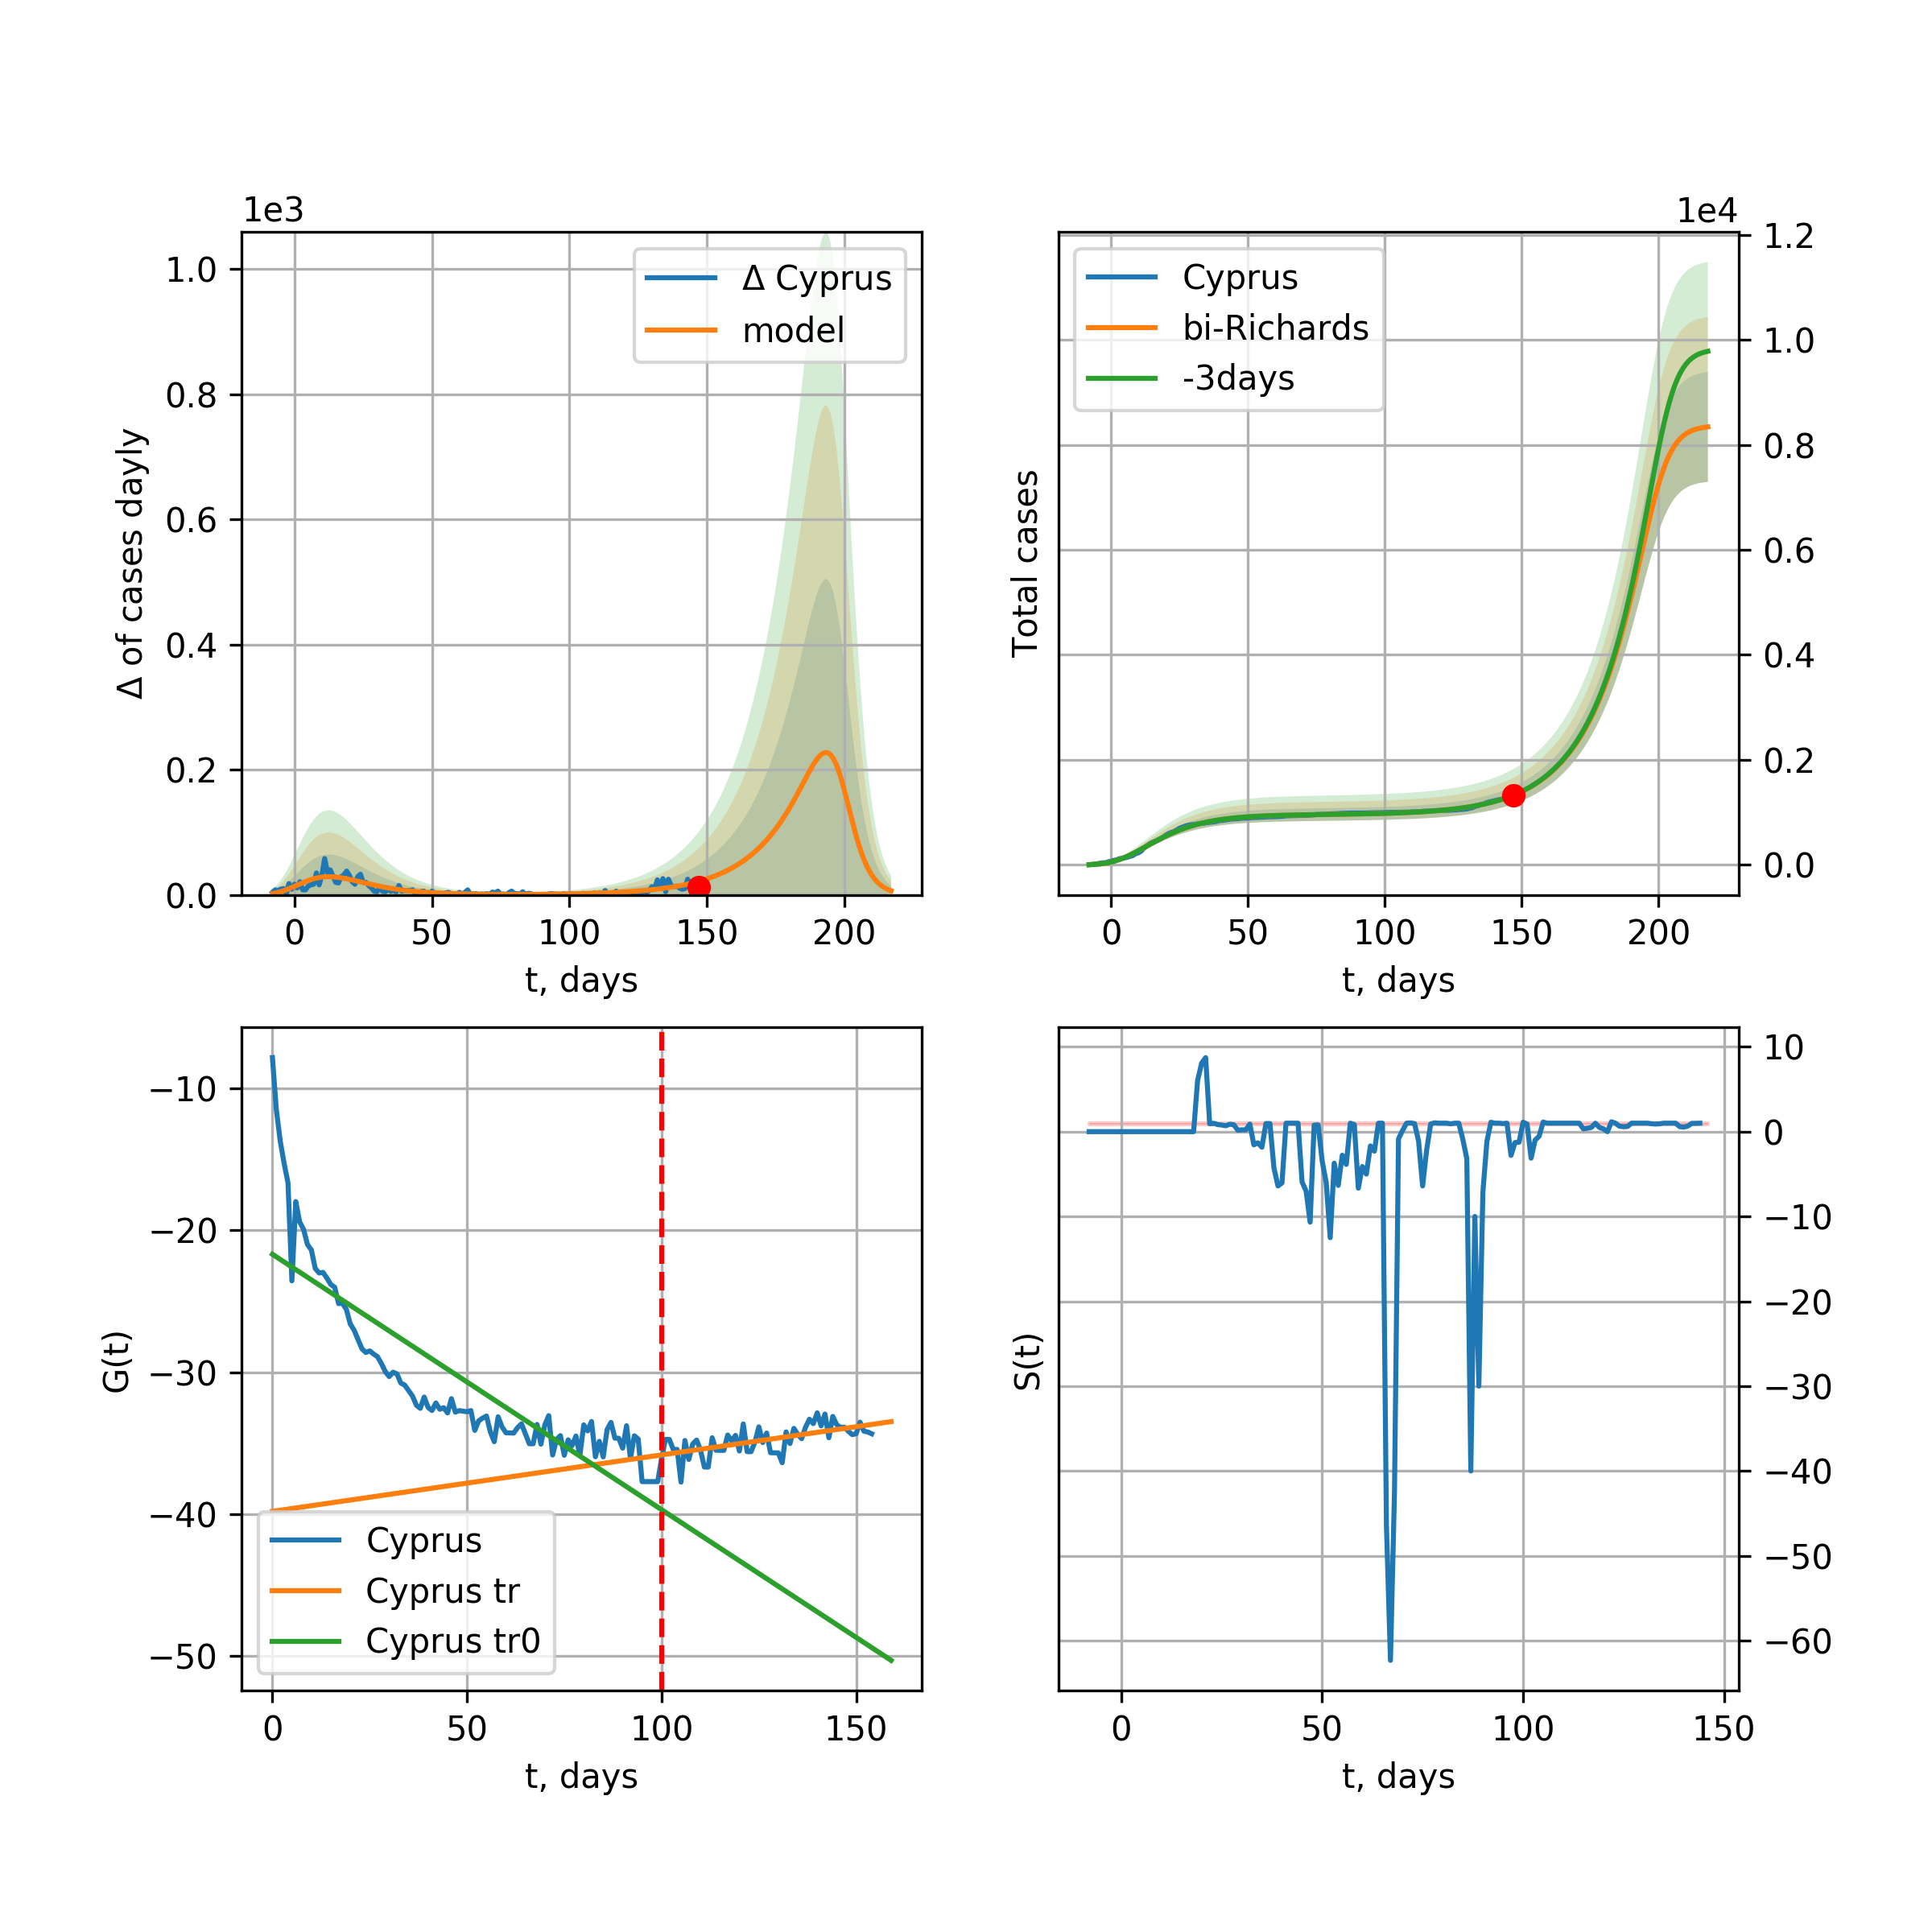 1e3
1.0
0.8
0.6
0.4
0.2
0.0
Δ of cases dayly
Δ Cyprus
model
0 50 100 150 200
t, days
1e4
1.2
1.0
0.8
0.6
0.4
0.2
0.0
Total cases
Cyprus
bi-Richards
-3days
0 50 100 150 200
t, days
−10
−20
−30
−40
−50
G(t)
Cyprus
Cyprus tr
Cyprus tr0
0 50 100 150
t, days
10
0
−10
−20
−30
−40
−50
−60
S(t)
0 50 100 150
t, days